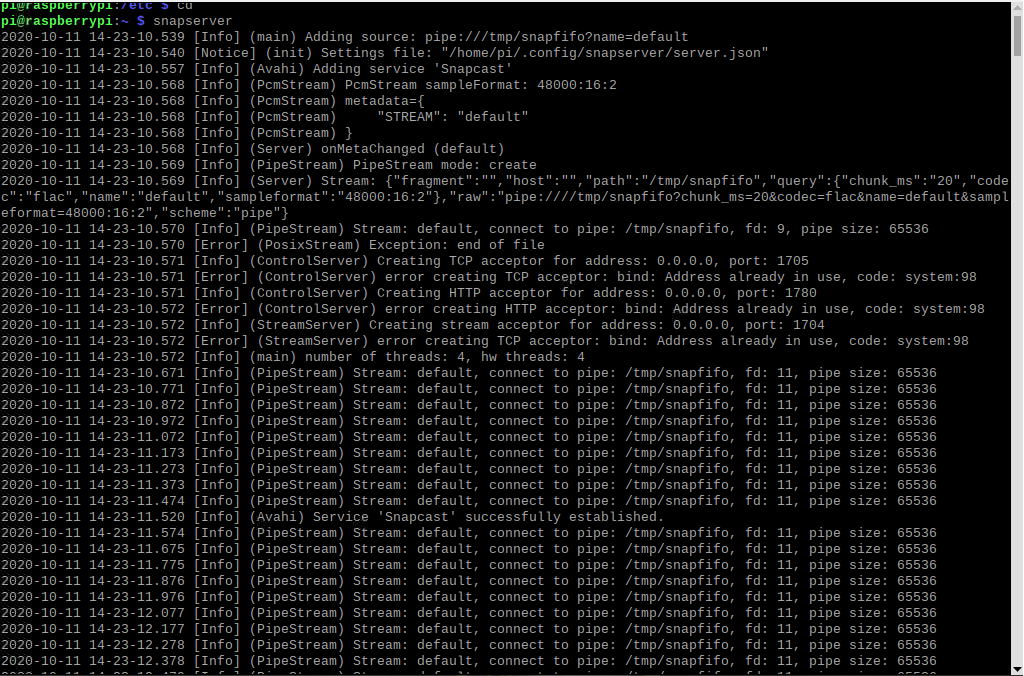 pi@raspberrypi:/etc $ cd
pi@raspberrypi:~ $ snapserver
2020-10-11 14-23-10.539 [Info] (main) Adding source: pipe:///tmp/snapfifo?name=default
2020-10-11 14-23-10.540 [Notice] (init) Settings file: "/home/pi/.config/snapserver/server.json"
2020-10-11 14-23-10.557 [Info] (Avahi) Adding service 'Snapcast'
2020-10-11 14-23-10.568 [Info] (PcmStream) PcmStream sampleFormat: 48000:16:2
2020-10-11 14-23-10.568 [Info] (PcmStream) metadata={
2020-10-11 14-23-10.568 [Info] (PcmStream)     "STREAM": "default"
2020-10-11 14-23-10.568 [Info] (PcmStream) }
2020-10-11 14-23-10.568 [Info] (Server) onMetaChanged (default)
2020-10-11 14-23-10.569 [Info] (PipeStream) PipeStream mode: create
2020-10-11 14-23-10.569 [Info] (Server) Stream: {"fragment":"","host":"","path":"/tmp/snapfifo","query":{"chunk_ms":"20","code
c":"flac","name":"default","sampleformat":"48000:16:2"},"raw":"pipe:////tmp/snapfifo?chunk_ms=20&codec=flac&name=default&sampl
eformat=48000:16:2","scheme":"pipe"}
2020-10-11 14-23-10.570 [Info] (PipeStream) Stream: default, connect to pipe: /tmp/snapfifo, fd: 9, pipe size: 65536
2020-10-11 14-23-10.570 [Error] (PosixStream) Exception: end of file
2020-10-11 14-23-10.571 [Info] (ControlServer) Creating TCP acceptor for address: 0.0.0.0, port: 1705
2020-10-11 14-23-10.571 [Error] (ControlServer) error creating TCP acceptor: bind: Address already in use, code: system:98
2020-10-11 14-23-10.571 [Info] (ControlServer) Creating HTTP acceptor for address: 0.0.0.0, port: 1780
2020-10-11 14-23-10.572 [Error] (ControlServer) error creating HTTP acceptor: bind: Address already in use, code: system:98
2020-10-11 14-23-10.572 [Info] (StreamServer) Creating stream acceptor for address: 0.0.0.0, port: 1704
2020-10-11 14-23-10.572 [Error] (StreamServer) error creating TCP acceptor: bind: Address already in use, code: system:98
2020-10-11 14-23-10.572 [Info] (main) number of threads: 4, hw threads: 4
2020-10-11 14-23-10.671 [Info] (PipeStream) Stream: default, connect to pipe: /tmp/snapfifo, fd: 11, pipe size: 65536
2020-10-11 14-23-10.771 [Info] (PipeStream) Stream: default, connect to pipe: /tmp/snapfifo, fd: 11, pipe size: 65536
2020-10-11 14-23-10.872 [Info] (PipeStream) Stream: default, connect to pipe: /tmp/snapfifo, fd: 11, pipe size: 65536
2020-10-11 14-23-10.972 [Info] (PipeStream) Stream: default, connect to pipe: /tmp/snapfifo, fd: 11, pipe size: 65536
2020-10-11 14-23-11.072 [Info] (PipeStream) Stream: default, connect to pipe: /tmp/snapfifo, fd: 11, pipe size: 65536
2020-10-11 14-23-11.173 [Info] (PipeStream) Stream: default, connect to pipe: /tmp/snapfifo, fd: 11, pipe size: 65536
2020-10-11 14-23-11.273 [Info] (PipeStream) Stream: default, connect to pipe: /tmp/snapfifo, fd: 11, pipe size: 65536
2020-10-11 14-23-11.373 [Info] (PipeStream) Stream: default, connect to pipe: /tmp/snapfifo, fd: 11, pipe size: 65536
2020-10-11 14-23-11.474 [Info] (PipeStream) Stream: default, connect to pipe: /tmp/snapfifo, fd: 11, pipe size: 65536
2020-10-11 14-23-11.520 [Info] (Avahi) Service 'Snapcast' successfully established.
2020-10-11 14-23-11.574 [Info] (PipeStream) Stream: default, connect to pipe: /tmp/snapfifo, fd: 11, pipe size: 65536
2020-10-11 14-23-11.675 [Info] (PipeStream) Stream: default, connect to pipe: /tmp/snapfifo, fd: 11, pipe size: 65536
2020-10-11 14-23-11.775 [Info] (PipeStream) Stream: default, connect to pipe: /tmp/snapfifo, fd: 11, pipe size: 65536
2020-10-11 14-23-11.876 [Info] (PipeStream) Stream: default, connect to pipe: /tmp/snapfifo, fd: 11, pipe size: 65536
2020-10-11 14-23-11.976 [Info] (PipeStream) Stream: default, connect to pipe: /tmp/snapfifo, fd: 11, pipe size: 65536
2020-10-11 14-23-12.077 [Info] (PipeStream) Stream: default, connect to pipe: /tmp/snapfifo, fd: 11, pipe size: 65536
2020-10-11 14-23-12.177 [Info] (PipeStream) Stream: default, connect to pipe: /tmp/snapfifo, fd: 11, pipe size: 65536
2020-10-11 14-23-12.278 [Info] (PipeStream) Stream: default, connect to pipe: /tmp/snapfifo, fd: 11, pipe size: 65536
2020-10-11 14-23-12.378 [Info] (PipeStream) Stream: default, connect to pipe: /tmp/snapfifo, fd: 11, pipe size: 65536